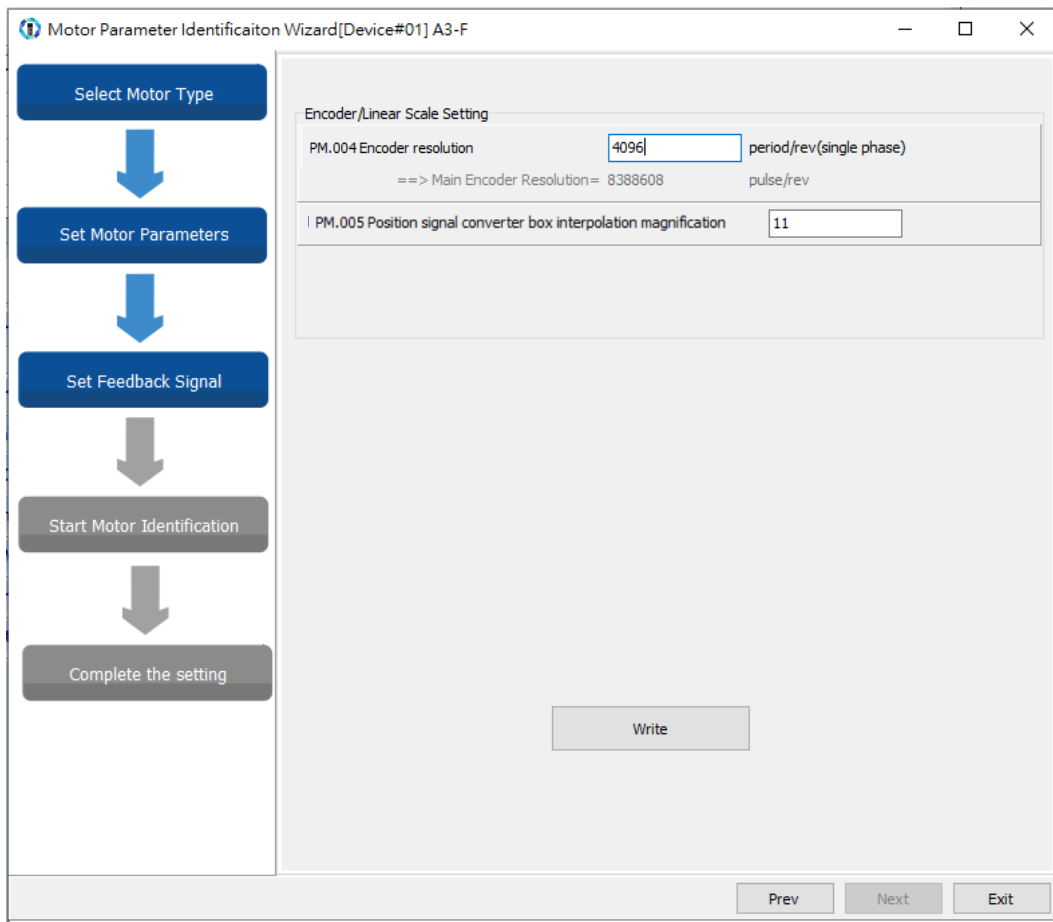 Motor Parameter Identificaiton Wizard[Device#01] A3-F
Select Motor Type
Set Motor Parameters
Set Feedback Signal
Start Motor Identification
Complete the setting
Encoder/Linear Scale Setting
PM.004 Encoder resolution 4096 period/rev(single phase)
==> Main Encoder Resolution= 8388608 pulse/rev
PM.005 Position signal converter box interpolation magnification 11
Write
Prev Next Exit